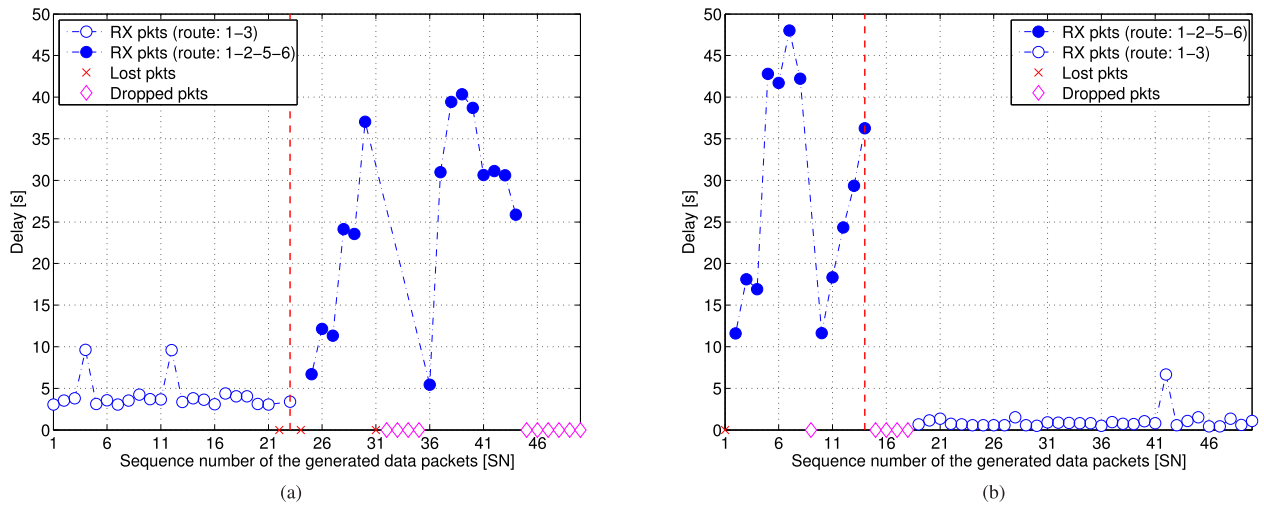 50
45
40
35
30
25
20
15
10
5
0
Delay [s]
RX pkts (route: 1−3)
RX pkts (route: 1−2−5−6)
Lost pkts
Dropped pkts
1 6 11 16 21 26 31 36 41 46
Sequence number of the generated data packets [SN]
(a)
50
45
40
35
30
25
20
15
10
5
0
Delay [s]
RX pkts (route: 1−2−5−6)
RX pkts (route: 1−3)
Lost pkts
Dropped pkts
1 6 11 16 21 26 31 36 41 46
Sequence number of the generated data packets [SN]
(b)